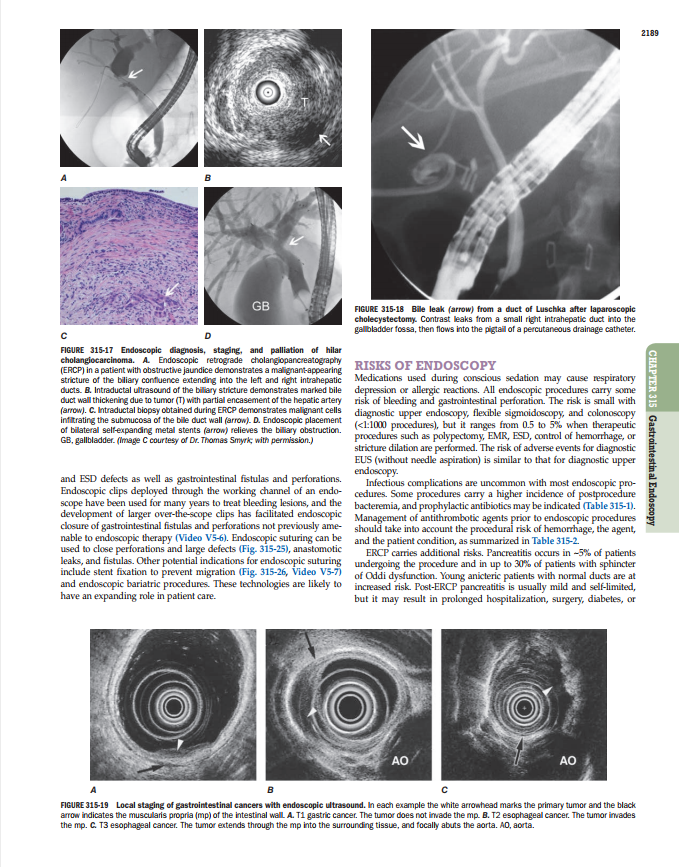 2189
T
A
B
GB
C
D
FIGURE 315-17 Endoscopic diagnosis, staging, and palliation of hilar
cholangiocarcinoma. A. Endoscopic retrograde cholangiopancreatography
(ERCP) in a patient with obstructive jaundice demonstrates a malignant-appearing
stricture of the biliary confluence extending into the left and right intrahepatic
ducts. B. Intraductal ultrasound of the biliary stricture demonstrates marked bile
duct wall thickening due to tumor (T) with partial encasement of the hepatic artery
(arrow). C. Intraductal biopsy obtained during ERCP demonstrates malignant cells
infiltrating the submucosa of the bile duct wall (arrow). D. Endoscopic placement
of bilateral self-expanding metal stents (arrow) relieves the biliary obstruction.
GB, gallbladder. (Image C courtesy of Dr. Thomas Smyrk; with permission.)
and ESD defects as well as gastrointestinal fistulas and perforations.
Endoscopic clips deployed through the working channel of an endo-
scope have been used for many years to treat bleeding lesions, and the
development of larger over-the-scope clips has facilitated endoscopic
closure of gastrointestinal fistulas and perforations not previously ame-
nable to endoscopic therapy (Video V5-6). Endoscopic suturing can be
used to close perforations and large defects (Fig. 315-25), anastomotic
leaks, and fistulas. Other potential indications for endoscopic suturing
include stent fixation to prevent migration (Fig. 315-26, Video V5-7)
and endoscopic bariatric procedures. These technologies are likely to
have an expanding role in patient care.
FIGURE 315-18 Bile leak (arrow) from a duct of Luschka after laparoscopic
cholecystectomy. Contrast leaks from a small right intrahepatic duct into the
gallbladder fossa, then flows into the pigtail of a percutaneous drainage catheter.
RISKS OF ENDOSCOPY
Medications used during conscious sedation may cause respiratory
depression or allergic reactions. All endoscopic procedures carry some
risk of bleeding and gastrointestinal perforation. The risk is small with
diagnostic upper endoscopy, flexible sigmoidoscopy, and colonoscopy
(<1:1000 procedures), but it ranges from 0.5 to 5% when therapeutic
procedures such as polypectomy, EMR, ESD, control of hemorrhage, or
stricture dilation are performed. The risk of adverse events for diagnostic
EUS (without needle aspiration) is similar to that for diagnostic upper
endoscopy.
Infectious complications are uncommon with most endoscopic pro-
cedures. Some procedures carry a higher incidence of postprocedure
bacteremia, and prophylactic antibiotics may be indicated (Table 315-1).
Management of antithrombotic agents prior to endoscopic procedures
should take into account the procedural risk of hemorrhage, the agent,
and the patient condition, as summarized in Table 315-2.
ERCP carries additional risks. Pancreatitis occurs in ~5% of patients
undergoing the procedure and in up to 30% of patients with sphincter
of Oddi dysfunction. Young anicteric patients with normal ducts are at
increased risk. Post-ERCP pancreatitis is usually mild and self-limited,
but it may result in prolonged hospitalization, surgery, diabetes, or
CHAPTER 315 Gastrointestinal Endoscopy
AO
AO
A
B
C
FIGURE 315-19 Local staging of gastrointestinal cancers with endoscopic ultrasound. In each example the white arrowhead marks the primary tumor and the black
arrow indicates the muscularis propria (mp) of the intestinal wall. A. T1 gastric cancer. The tumor does not invade the mp. B. T2 esophageal cancer. The tumor invades
the mp. C. T3 esophageal cancer. The tumor extends through the mp into the surrounding tissue, and focally abuts the aorta. AO, aorta.